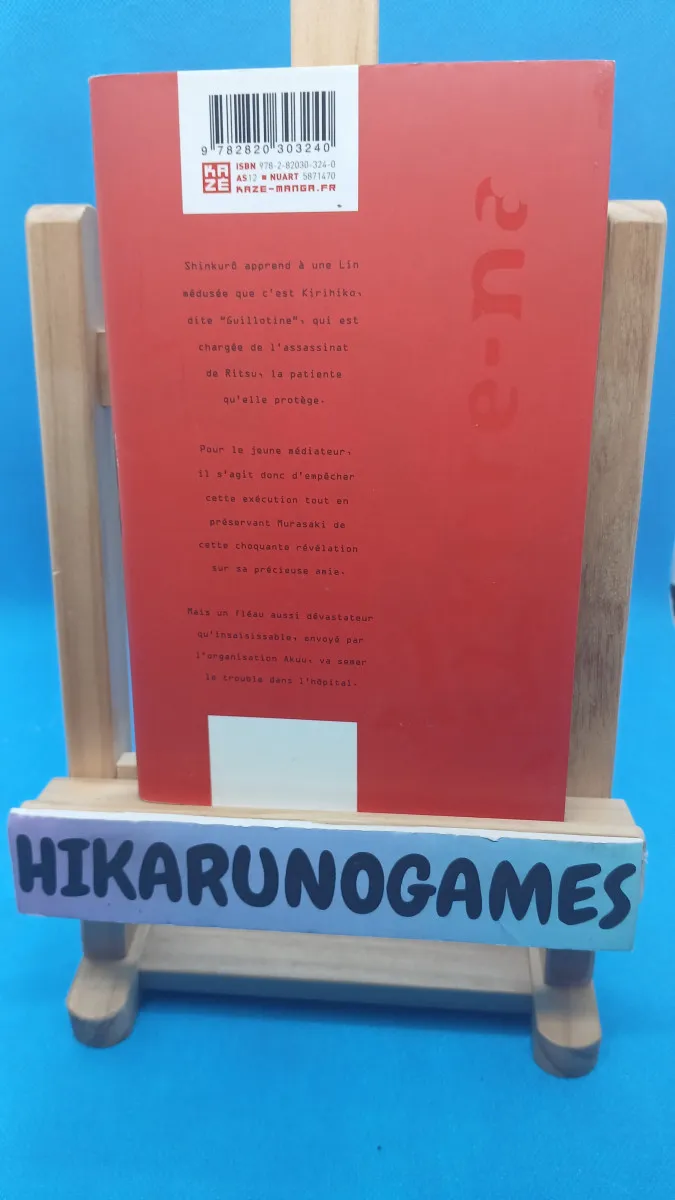 9 782820 303240
KAZE
ISBN 978-2-82030-324-0
AS12 ■ NUART 5871470
KAZE-MANGA.FR
Shinkurô apprend à une Lin
médusée que c'est Kirihiko,
dite "Guillotine", qui est
chargée de l'assassinat
de Ritsu, la patiente
qu'elle protège.
Pour le jeune médiateur,
il s'agit donc d'empêcher
cette exécution tout en
préservant Murasaki de
cette choquante révélation
sur sa précieuse amie.
Mais un fléau aussi dévastateur
qu'insaisissable, envoyé par
l'organisation Akuu, va semer
le trouble dans l'hôpital.
HIKARUNOGAMES